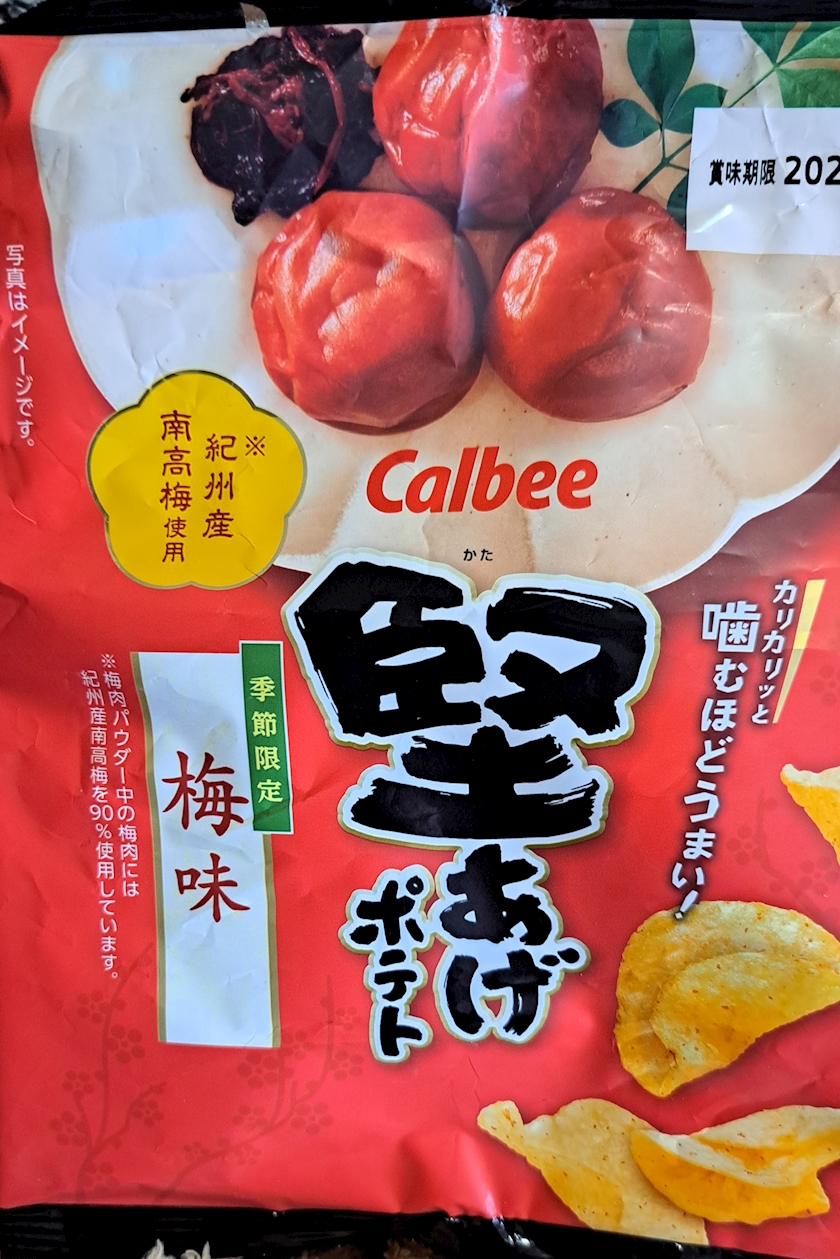 賞味期限 202
写真はイメージです。
※紀州産
南高梅使用
Calbee
かた
堅あげ
ポテト
カリカリッと
噛むほどうまい!
季節限定
梅味
※梅肉パウダー中の梅肉には
紀州産南高梅を90%使用しています。